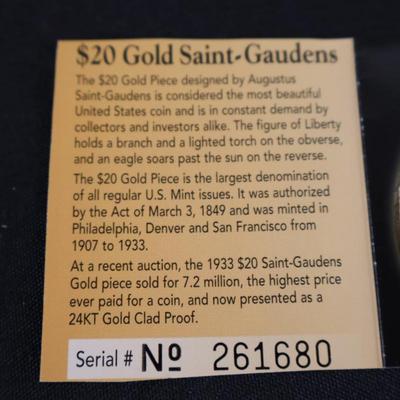 $20 Gold Saint-Gaudens
The $20 Gold Piece designed by Augustus
Saint-Gaudens is considered the most beautiful
United States coin and is in constant demand by
collectors and investors alike. The figure of Liberty
holds a branch and a lighted torch on the obverse,
and an eagle soars past the sun on the reverse.
The $20 Gold Piece is the largest denomination
of all regular U.S. Mint issues. It was authorized
by the Act of March 3, 1849 and was minted in
Philadelphia, Denver and San Francisco from
1907 to 1933.
At a recent auction, the 1933 $20 Saint-Gaudens
Gold piece sold for 7.2 million, the highest price
ever paid for a coin, and now presented as a
24KT Gold Clad Proof.
Serial # Nº 261680